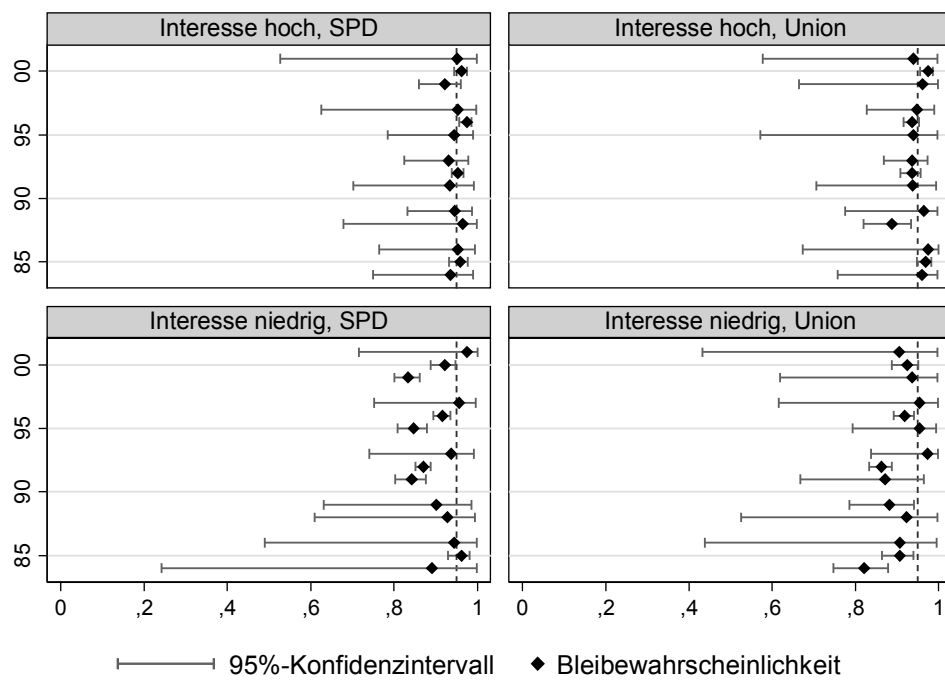 Interesse hoch, SPD
Interesse hoch, Union
00
95
90
85
Interesse niedrig, SPD
Interesse niedrig, Union
00
95
90
85
0 ,2 ,4 ,6 ,8 1
0 ,2 ,4 ,6 ,8 1
95%-Konfidenzintervall
Bleibewahrscheinlichkeit